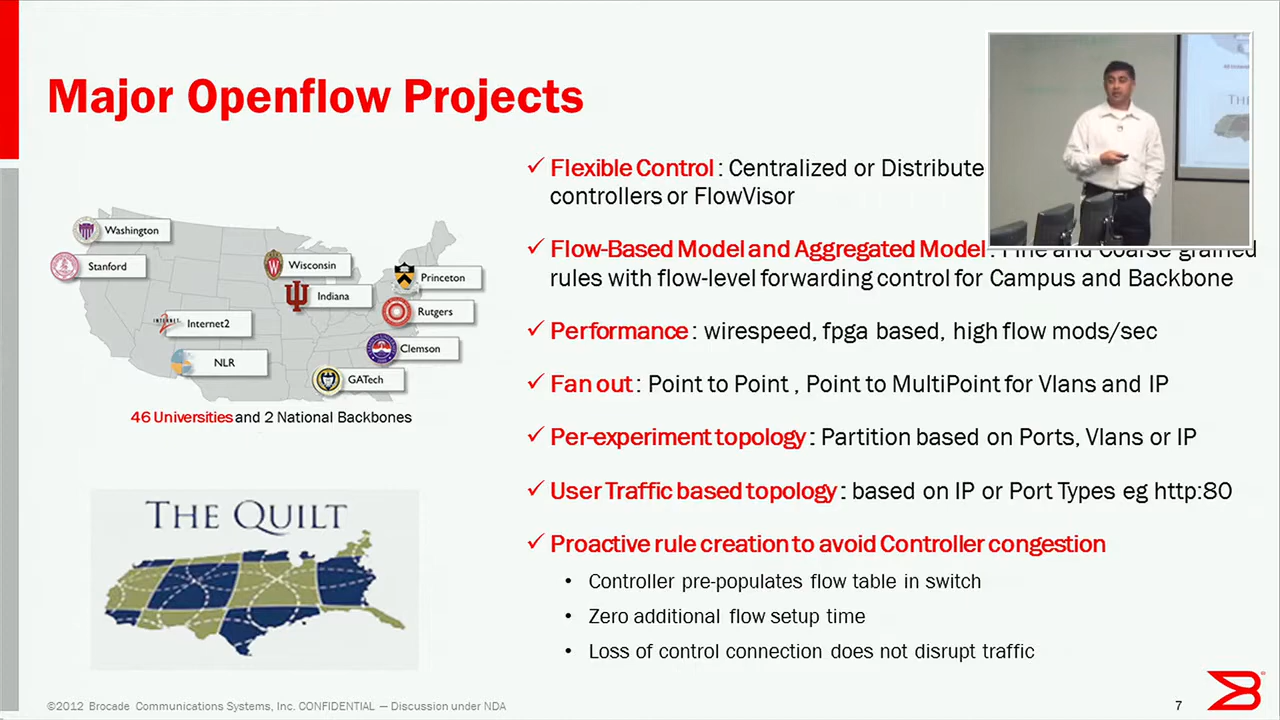 Major Openflow Projects
Flexible Control : Centralized or Distribute
controllers or FlowVisor
Flow-Based Model and Aggregated Model : Fine and Coarse grained
rules with flow-level forwarding control for Campus and Backbone
Performance : wirespeed, fpga based, high flow mods/sec
Fan out : Point to Point , Point to MultiPoint for Vlans and IP
Per-experiment topology : Partition based on Ports, Vlans or IP
User Traffic based topology : based on IP or Port Types eg http:80
Proactive rule creation to avoid Controller congestion
• Controller pre-populates flow table in switch
• Zero additional flow setup time
• Loss of control connection does not disrupt traffic
Washington
Stanford
Wisconsin
Princeton
Indiana
Rutgers
Internet2
Clemson
NLR
GATech
46 Universities and 2 National Backbones
THE QUILT
©2012 Brocade Communications Systems, Inc. CONFIDENTIAL — Discussion under NDA
7